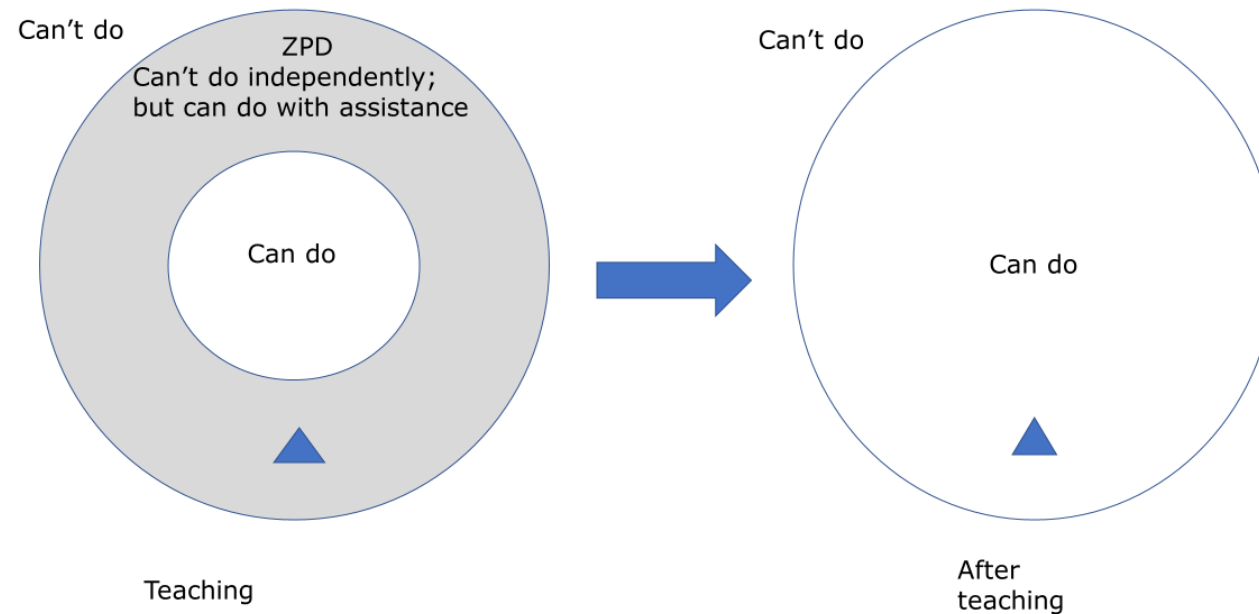 Can’t do
ZPD
Can’t do independently;
but can do with assistance
Can do
Teaching
Can’t do
Can do
After
teaching